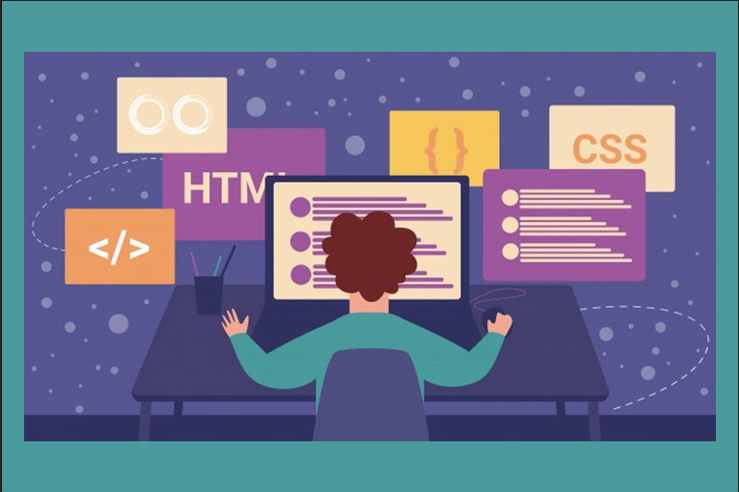 HTML
{ }
CSS
</>